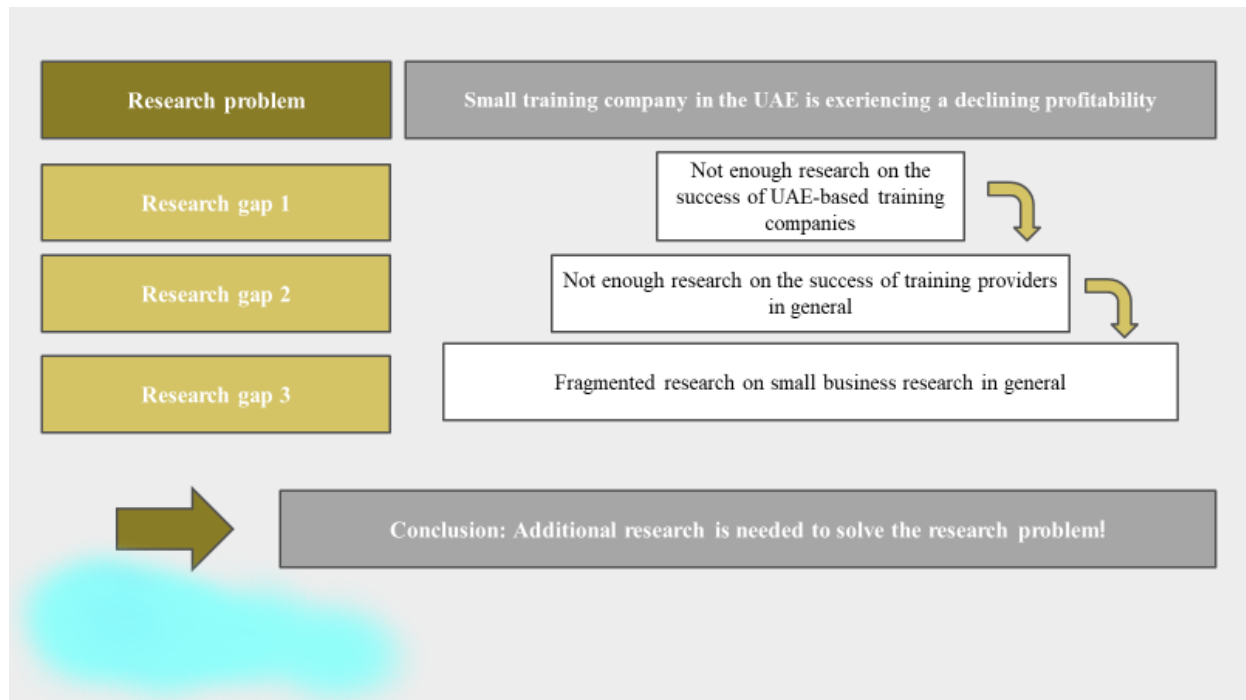 Research problem
Small training company in the UAE is exeriencing a declining profitability
Research gap 1
Not enough research on the
success of UAE-based training
companies
Research gap 2
Not enough research on the success of training providers
in general
Research gap 3
Fragmented research on small business research in general
Conclusion: Additional research is needed to solve the research problem!